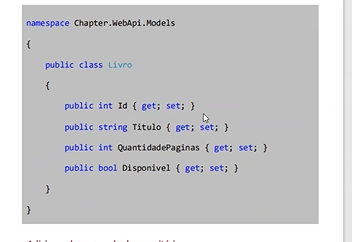 namespace Chapter.WebApi.Models
{
public class Livro
{
public int Id { get; set; }
public string Titulo { get; set; }
public int QuantidadePaginas { get; set; }
public bool Disponivel { get; set; }
}
}